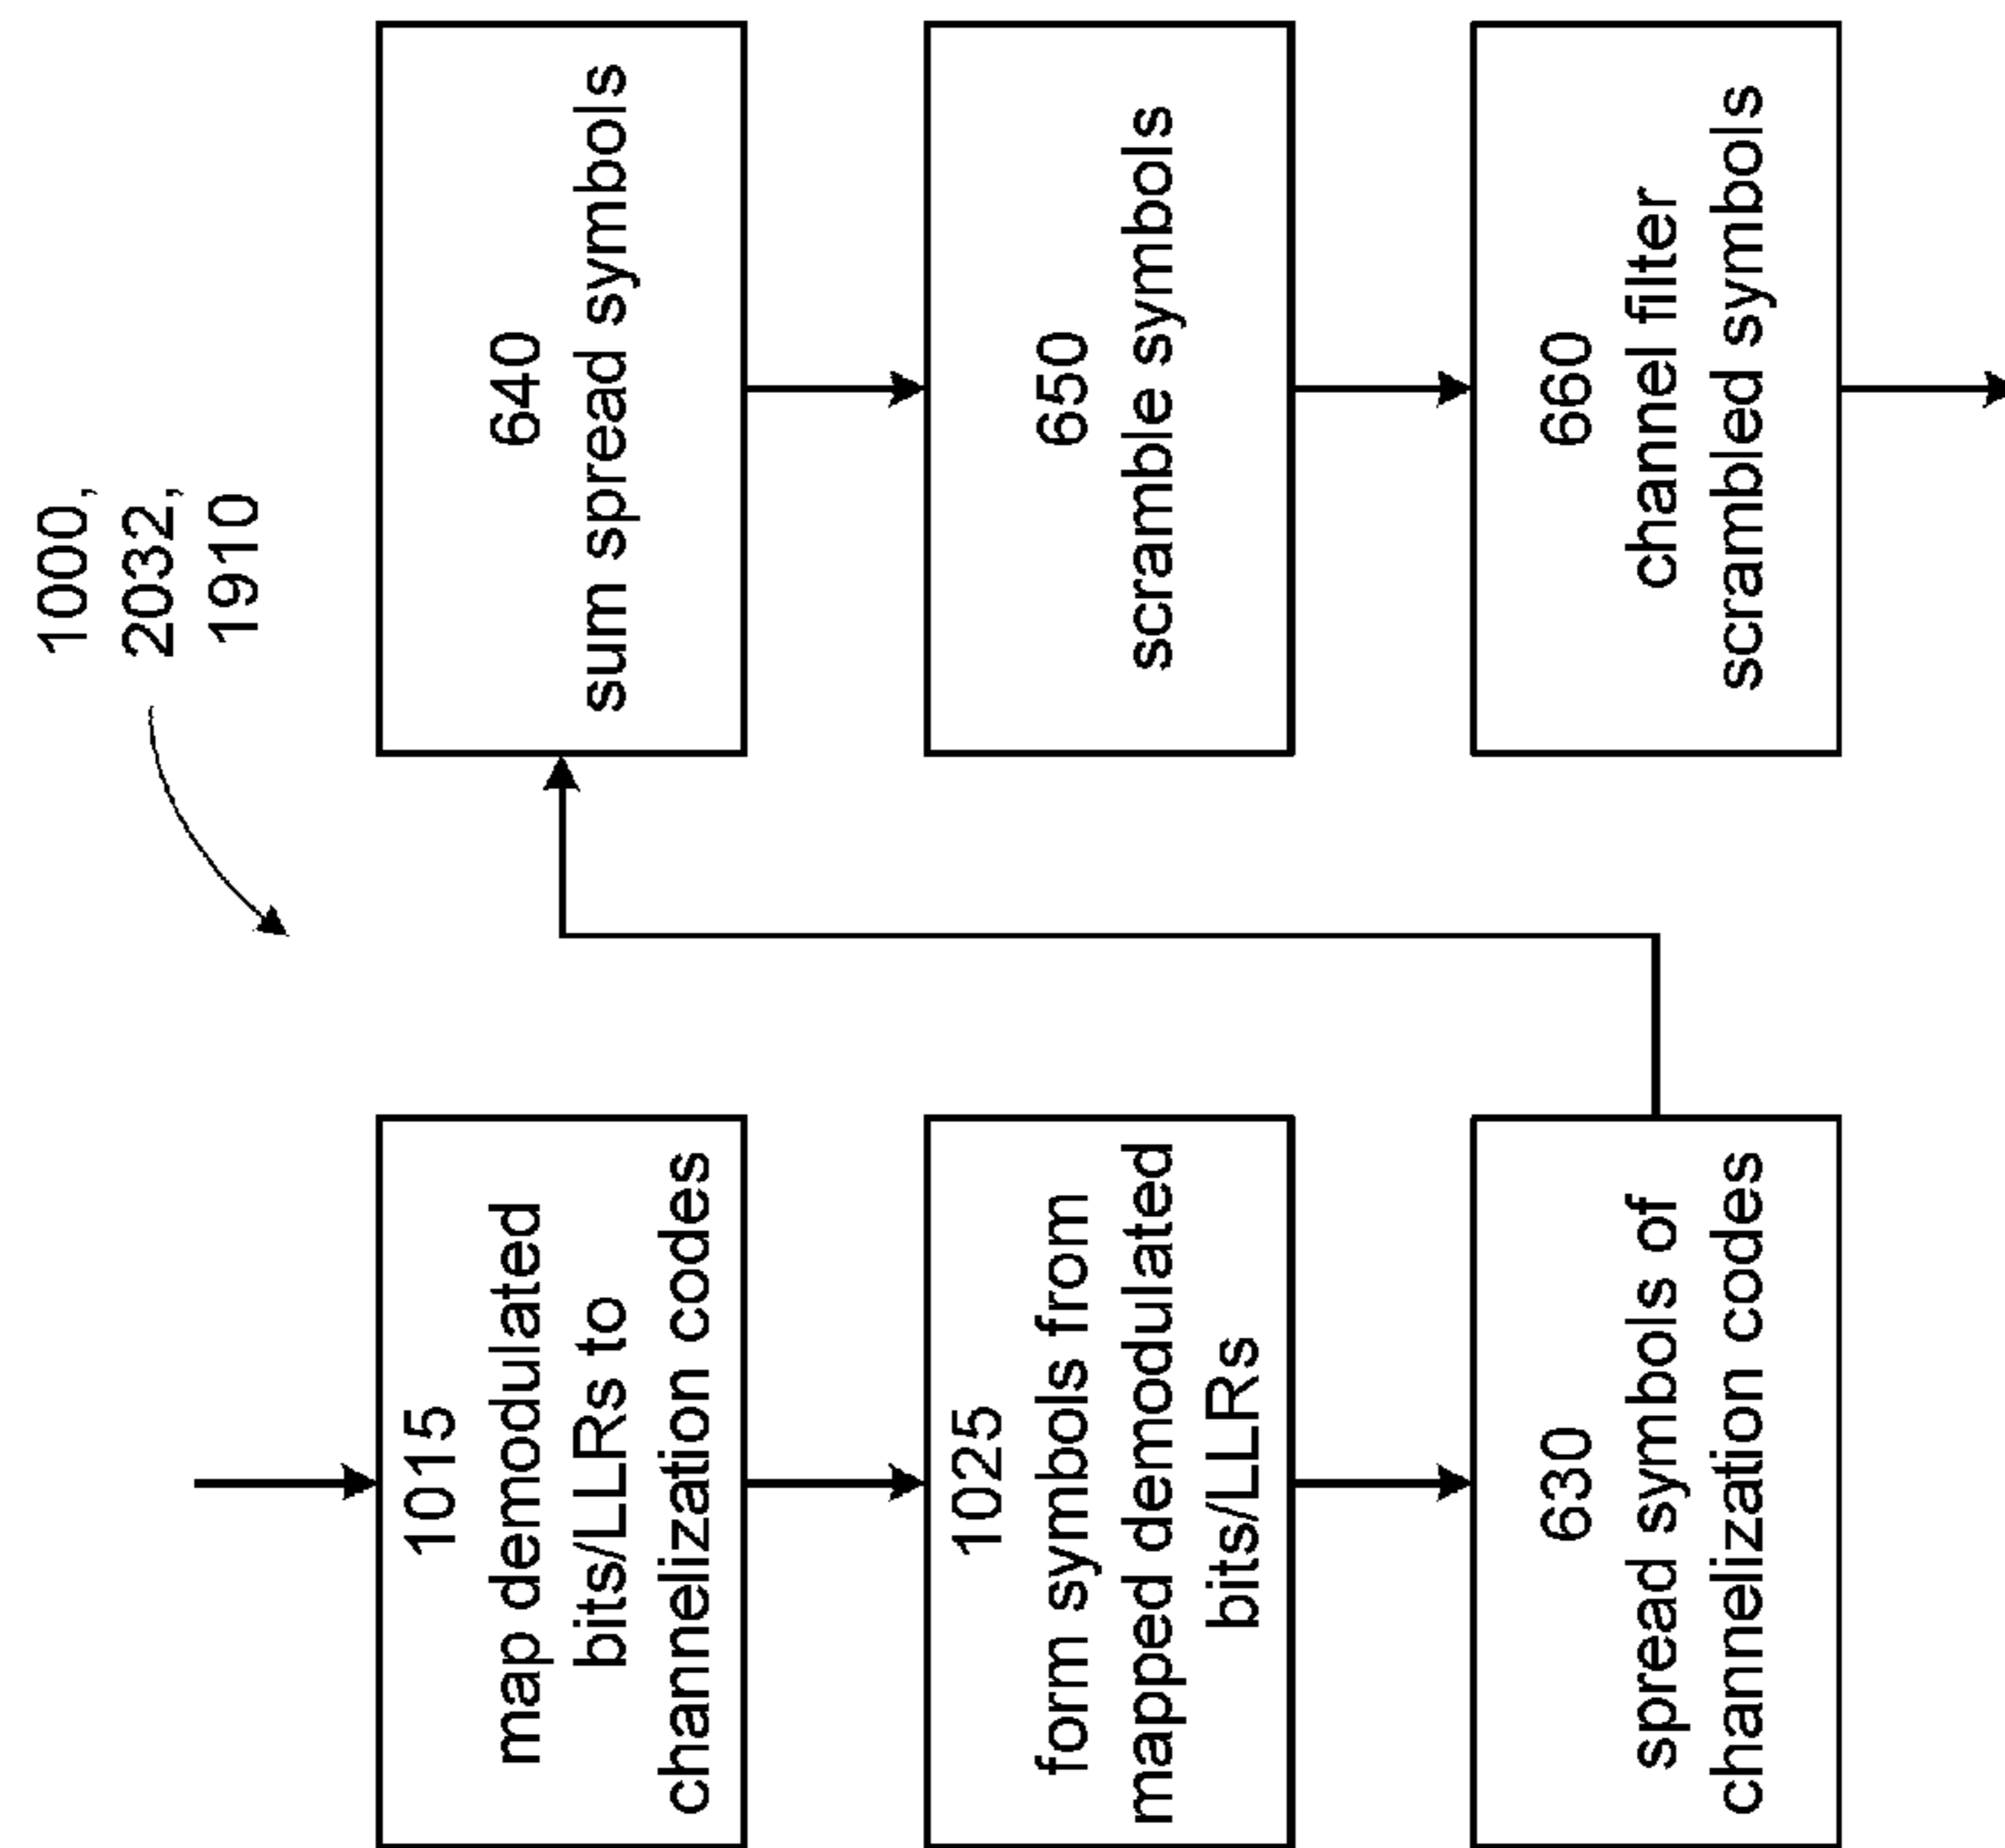 1000,
2032,
1910
1015
map demodulated
bits/LLRs to
channelization codes
1025
form symbols from
mapped demodulated
bits/LLRs
630
spread symbols of
channelization codes
640
sum spread symbols
650
scramble symbols
660
channel filter
scrambled symbols